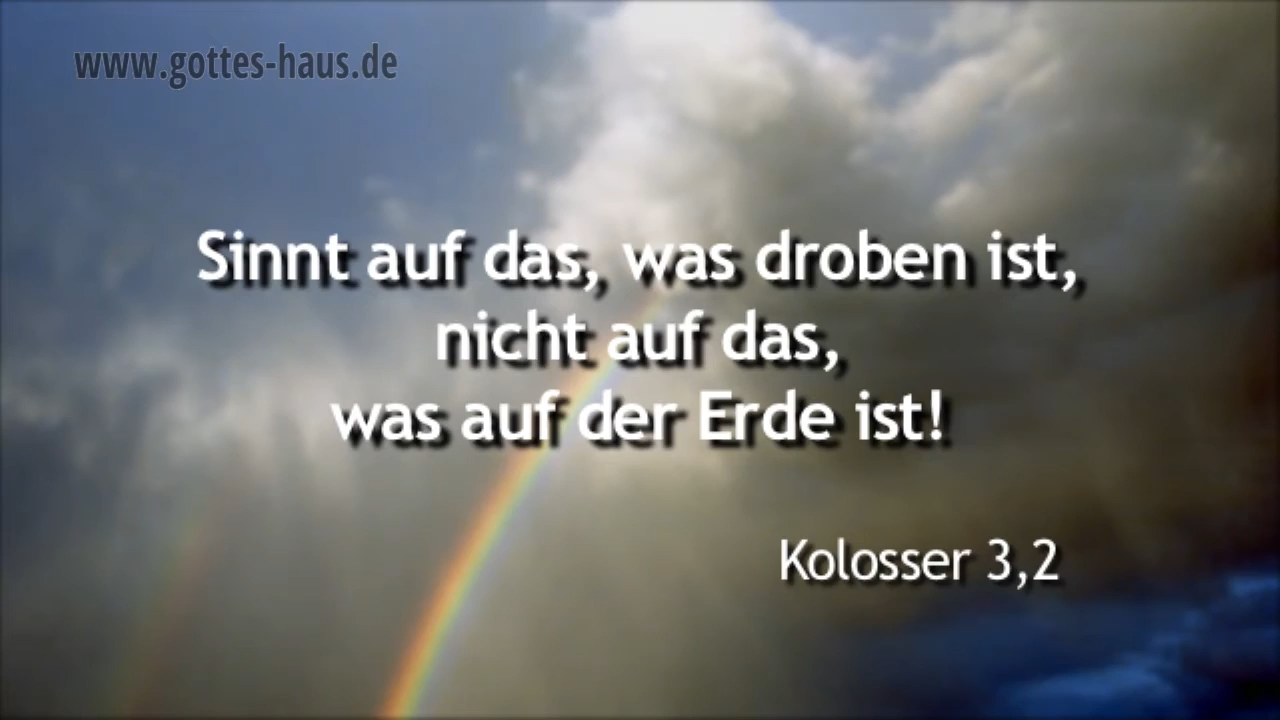 www.gottes-haus.de
Sinnt auf das, was droben ist,
nicht auf das,
was auf der Erde ist!
Kolosser 3,2